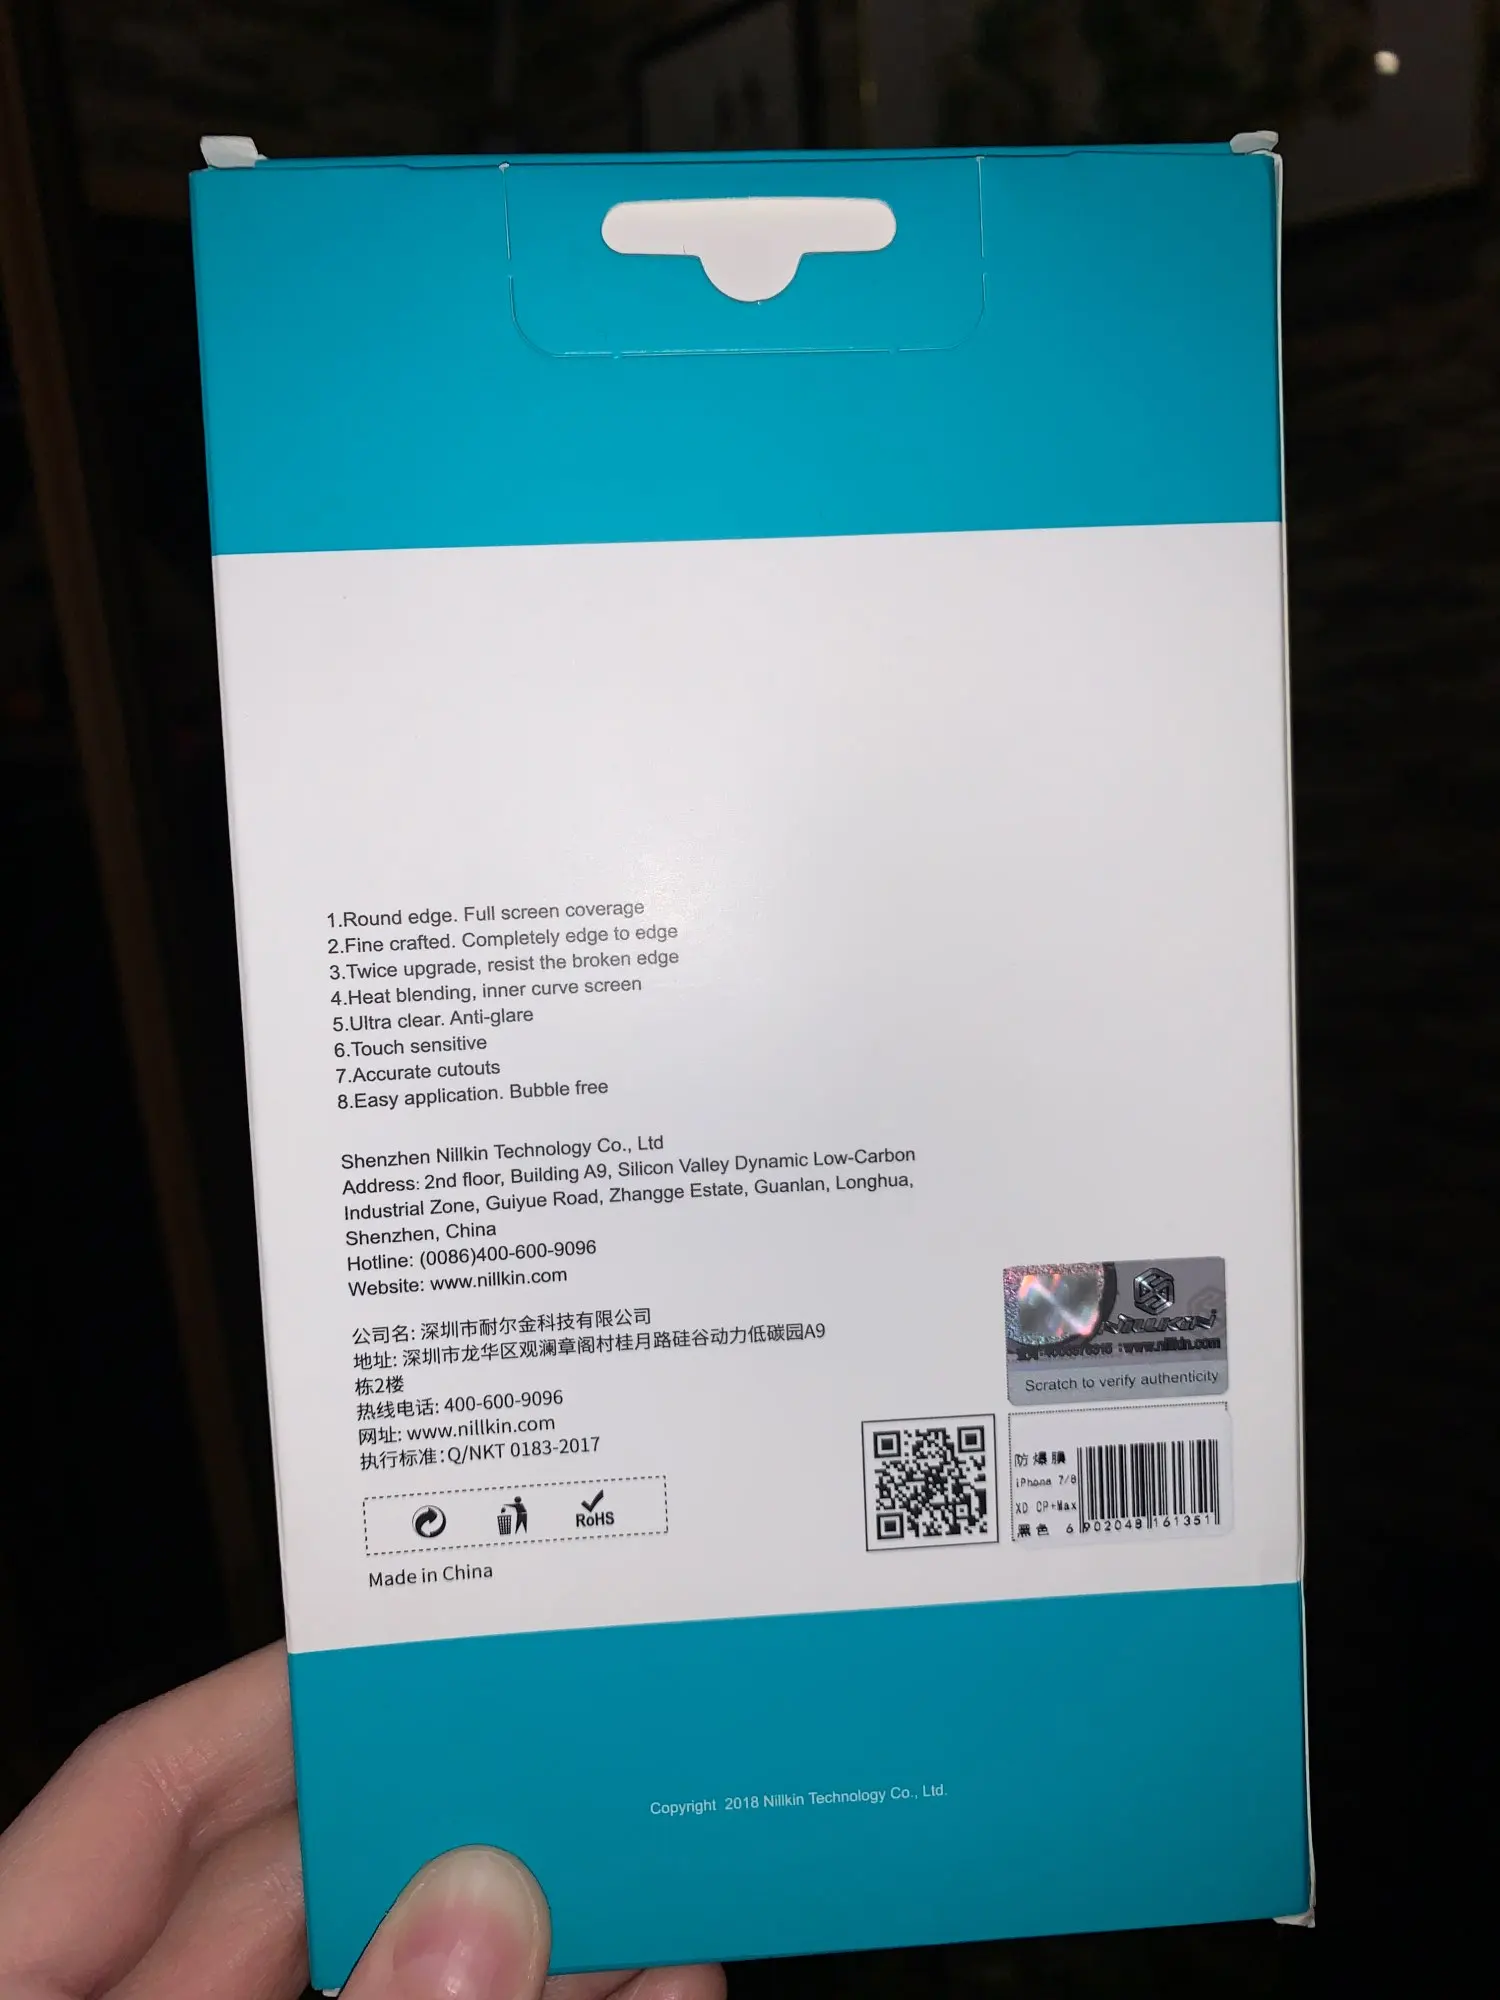 1.Round edge. Full screen coverage
2.Fine crafted. Completely edge to edge
3.Twice upgrade, resist the broken edge
4.Heat blending, inner curve screen
5.Ultra clear. Anti-glare
6.Touch sensitive
7.Accurate cutouts
8.Easy application. Bubble free
Shenzhen Nillkin Technology Co., Ltd
Address: 2nd floor, Building A9, Silicon Valley Dynamic Low-Carbon
Industrial Zone, Guiyue Road, Zhangge Estate, Guanlan, Longhua,
Shenzhen, China
Hotline: (0086)400-600-9096
Website: www.nillkin.com
公司名: 深圳市耐尔金科技有限公司
地址: 深圳市龙华区观澜章阁村桂月路硅谷动力低碳园A9
栋2楼
热线电话: 400-600-9096
网址: www.nillkin.com
执行标准:Q/NKT 0183-2017
RoHS
Made in China
NILLKIN
:www.nillkin.com
Scratch to verify authenticity
防爆膜
iPhone 7/8
XD CP+Max
黑色
6 902048 161351
Copyright 2018 Nillkin Technology Co., Ltd.